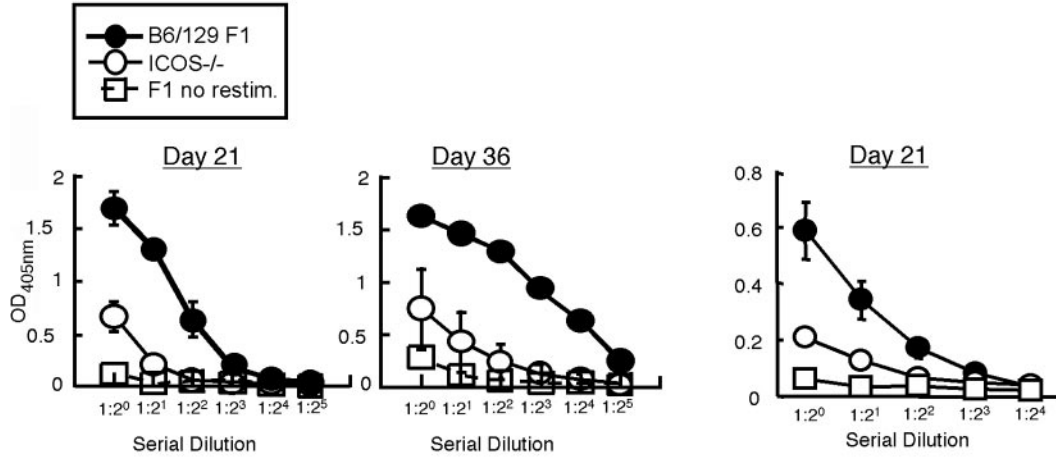 B6/129 F1
ICOS-/-
F1 no restim.
Day 21
2
1.5
1
0.5
0
OD405nm
1:2⁰ 1:2¹ 1:2² 1:2³ 1:2⁴ 1:2⁵
Serial Dilution
Day 36
2
1.5
1
0.5
0
1:2⁰ 1:2¹ 1:2² 1:2³ 1:2⁴ 1:2⁵
Serial Dilution
Day 21
0.8
0.6
0.4
0.2
0
1:2⁰ 1:2¹ 1:2² 1:2³ 1:2⁴
Serial Dilution